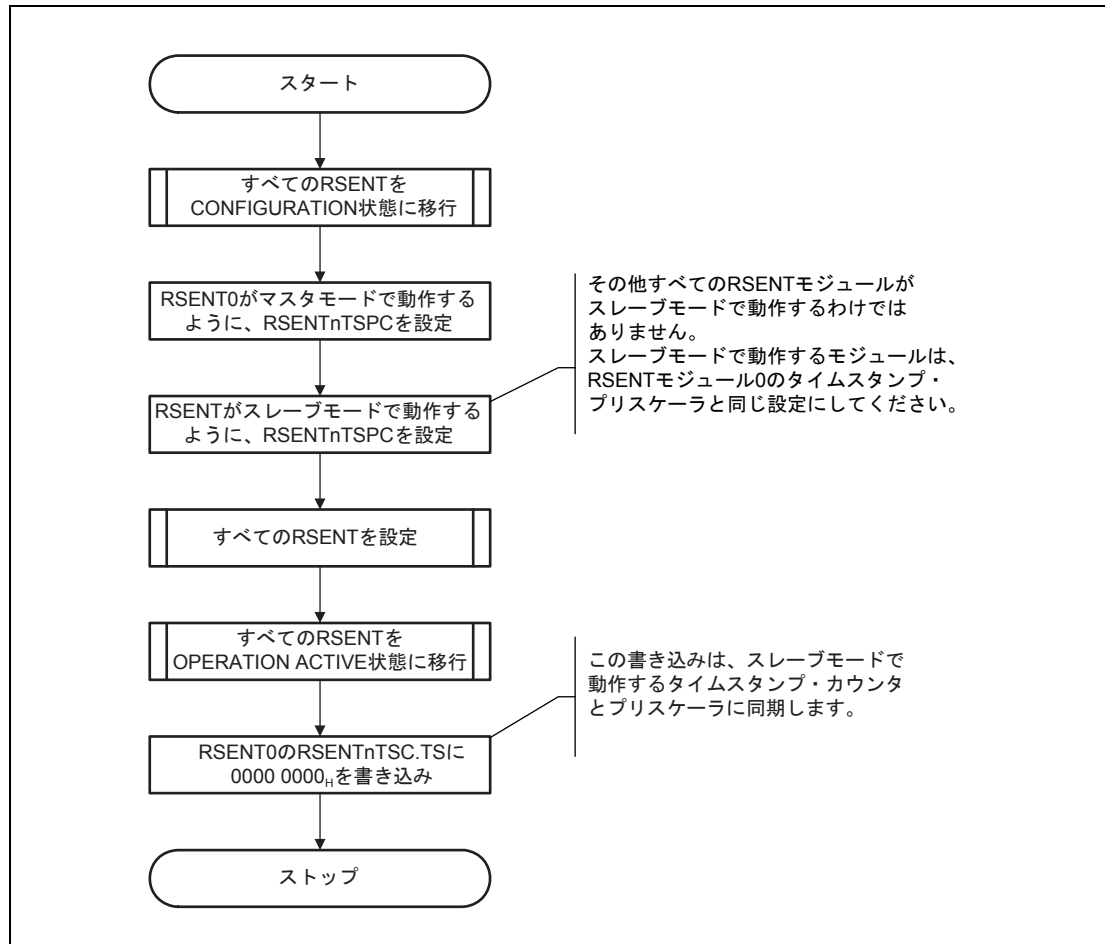 スタート
すべてのRSENTを
CONFIGURATION状態に移行
RSENT0がマスタモードで動作する
ように、RSENTnTSPCを設定
その他すべてのRSENTモジュールが
スレーブモードで動作するわけでは
ありません。
スレーブモードで動作するモジュールは、
RSENTモジュール0のタイムスタンプ・
プリスケーラと同じ設定にしてください。
RSENTがスレーブモードで動作する
ように、RSENTnTSPCを設定
すべてのRSENTを設定
すべてのRSENTを
OPERATION ACTIVE状態に移行
この書き込みは、スレーブモードで
動作するタイムスタンプ・カウンタ
とプリスケーラに同期します。
RSENT0のRSENTnTSC.TSに
0000 0000Hを書き込み
ストップ